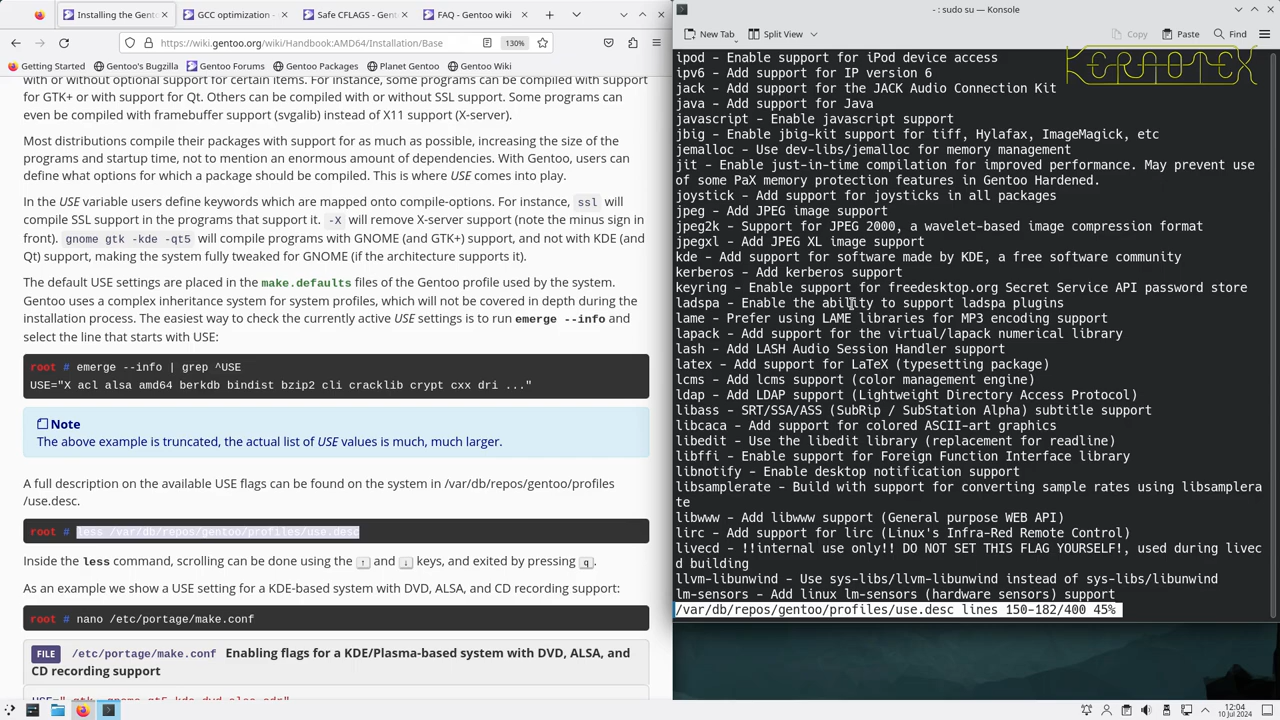 Installing the Gent
GCC optimization -
Safe CFLAGS - Gent
FAQ - Gentoo wiki
https://wiki.gentoo.org/wiki/Handbook:AMD64/Installation/Base
130%
Getting Started
Gentoo's Bugzilla
Gentoo Forums
Gentoo Packages
Planet Gentoo
Gentoo Wiki
with or without optional support for certain items. For instance, some programs can be compiled with support
for GTK+ or with support for Qt. Others can be compiled with or without SSL support. Some programs can
even be compiled with framebuffer support (svgalib) instead of X11 support (X-server).
Most distributions compile their packages with support for as much as possible, increasing the size of the
programs and startup time, not to mention an enormous amount of dependencies. With Gentoo, users can
define what options for which a package should be compiled. This is where USE comes into play.
In the USE variable users define keywords which are mapped onto compile-options. For instance, ssl
will compile SSL support in the programs that support it. -X will remove X-server support (note the minus sign in
front). gnome gtk -kde -qt5 will compile programs with GNOME (and GTK+) support, and not with KDE (and
Qt) support, making the system fully tweaked for GNOME (if the architecture supports it).
The default USE settings are placed in the make.defaults files of the Gentoo profile used by the system.
Gentoo uses a complex inheritance system for system profiles, which will not be covered in depth during the
installation process. The easiest way to check the currently active USE settings is to run emerge --info and
select the line that starts with USE:
root # emerge --info | grep ^USE
USE="X acl alsa amd64 berkdb bindist bzip2 cli cracklib crypt cxx dri ..."
Note
The above example is truncated, the actual list of USE values is much, much larger.
A full description on the available USE flags can be found on the system in /var/db/repos/gentoo/profiles
/use.desc.
root # less /var/db/repos/gentoo/profiles/use.desc
Inside the less command, scrolling can be done using the ↑ and ↓ keys, and exited by pressing q.
As an example we show a USE setting for a KDE-based system with DVD, ALSA, and CD recording support:
root # nano /etc/portage/make.conf
FILE /etc/portage/make.conf Enabling flags for a KDE/Plasma-based system with DVD, ALSA, and
CD recording support
- : sudo su — Konsole
New Tab
Split View
Copy
Paste
Find
KERAOTEX
ipod - Enable support for iPod device access
ipv6 - Add support for IP version 6
jack - Add support for the JACK Audio Connection Kit
java - Add support for Java
javascript - Enable javascript support
jbig - Enable jbig-kit support for tiff, Hylafax, ImageMagick, etc
jemalloc - Use dev-libs/jemalloc for memory management
jit - Enable just-in-time compilation for improved performance. May prevent use
of some PaX memory protection features in Gentoo Hardened.
joystick - Add support for joysticks in all packages
jpeg - Add JPEG image support
jpeg2k - Support for JPEG 2000, a wavelet-based image compression format
jpegxl - Add JPEG XL image support
kde - Add support for software made by KDE, a free software community
kerberos - Add kerberos support
keyring - Enable support for freedesktop.org Secret Service API password store
ladspa - Enable the ability to support ladspa plugins
lame - Prefer using LAME libraries for MP3 encoding support
lapack - Add support for the virtual/lapack numerical library
lash - Add LASH Audio Session Handler support
latex - Add support for LaTeX (typesetting package)
lcms - Add lcms support (color management engine)
ldap - Add LDAP support (Lightweight Directory Access Protocol)
libass - SRT/SSA/ASS (SubRip / SubStation Alpha) subtitle support
libcaca - Add support for colored ASCII-art graphics
libedit - Use the libedit library (replacement for readline)
libffi - Enable support for Foreign Function Interface library
libnotify - Enable desktop notification support
libsamplerate - Build with support for converting sample rates using libsamplera
te
libwww - Add libwww support (General purpose WEB API)
lirc - Add support for lirc (Linux's Infra-Red Remote Control)
livecd - !!internal use only!! DO NOT SET THIS FLAG YOURSELF!, used during livec
d building
llvm-libunwind - Use sys-libs/llvm-libunwind instead of sys-libs/libunwind
lm-sensors - Add linux lm-sensors (hardware sensors) support
/var/db/repos/gentoo/profiles/use.desc lines 150-182/400 45%
12:04
10 Jul 2024